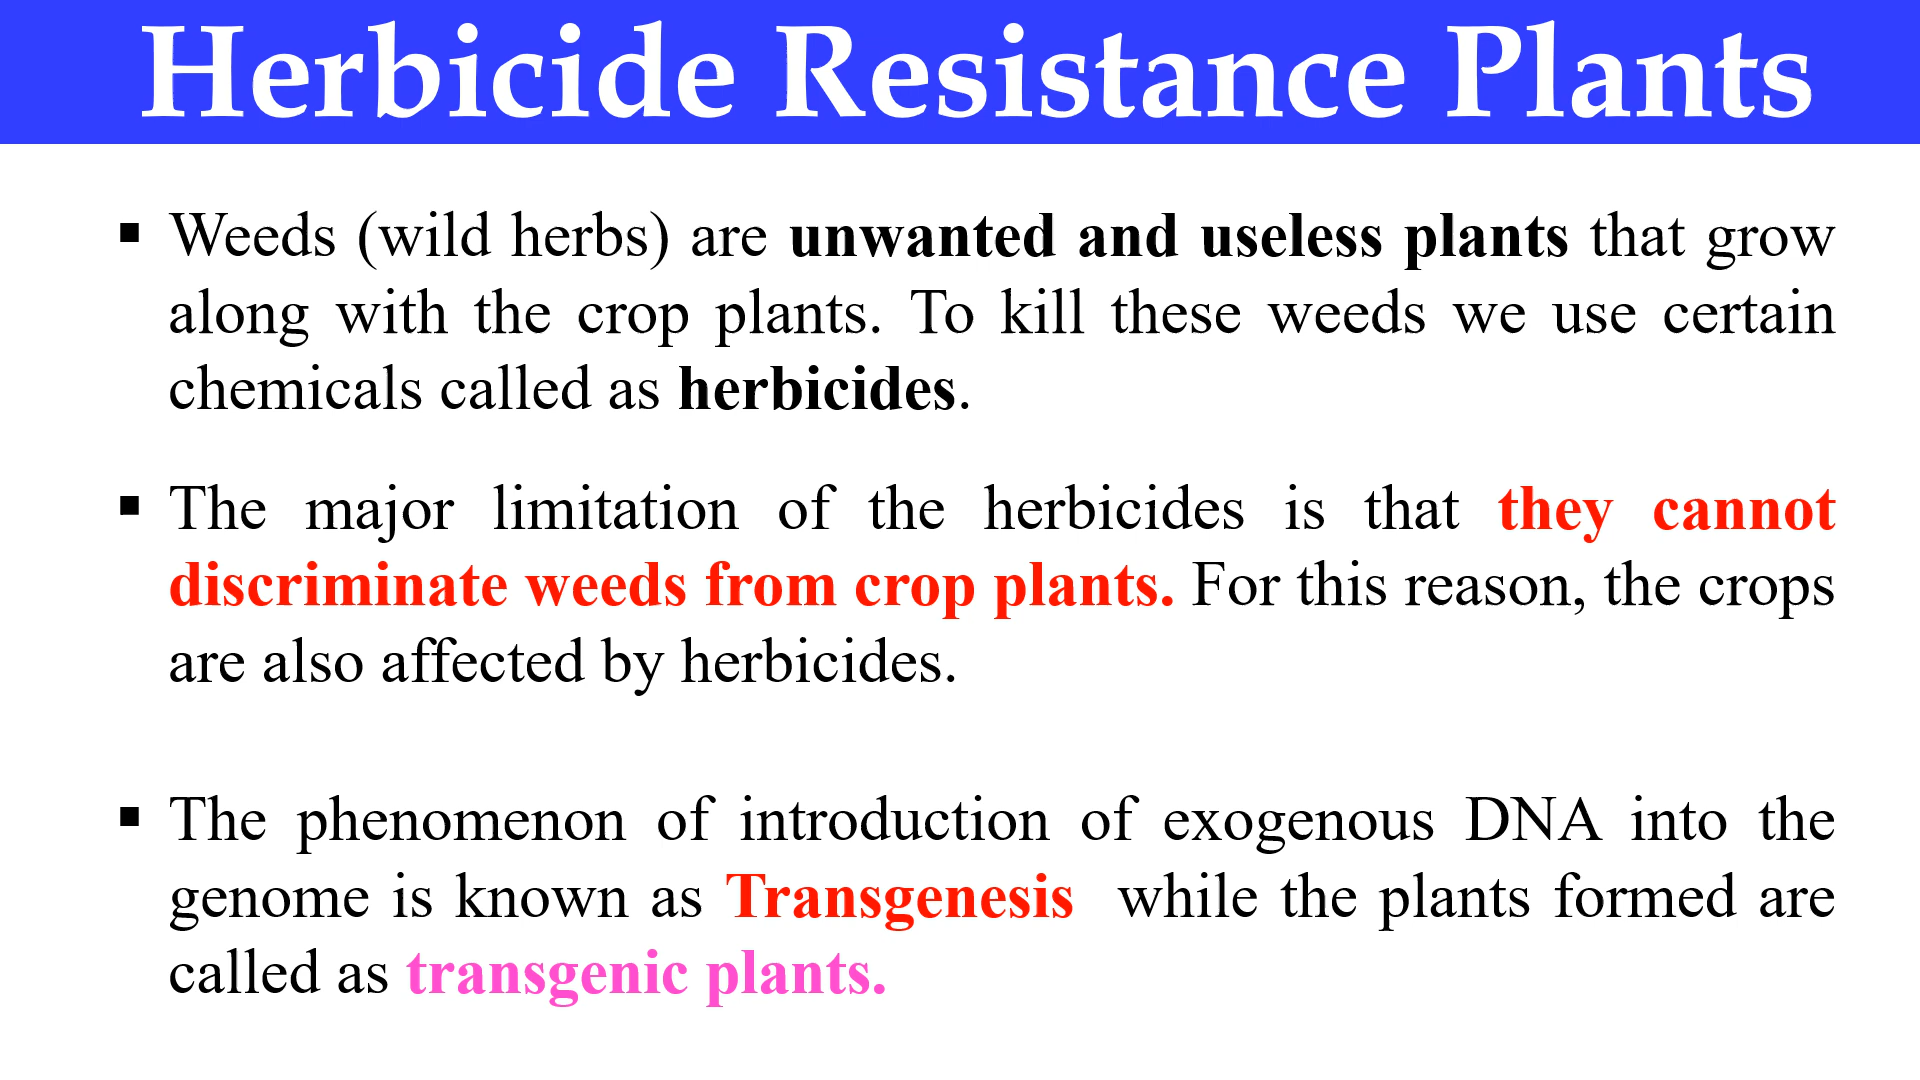 Herbicide Resistance Plants
▪ Weeds (wild herbs) are unwanted and useless plants that grow
along with the crop plants. To kill these weeds we use certain
chemicals called as herbicides.
▪ The major limitation of the herbicides is that they cannot
discriminate weeds from crop plants. For this reason, the crops
are also affected by herbicides.
▪ The phenomenon of introduction of exogenous DNA into the
genome is known as Transgenesis while the plants formed are
called as transgenic plants.